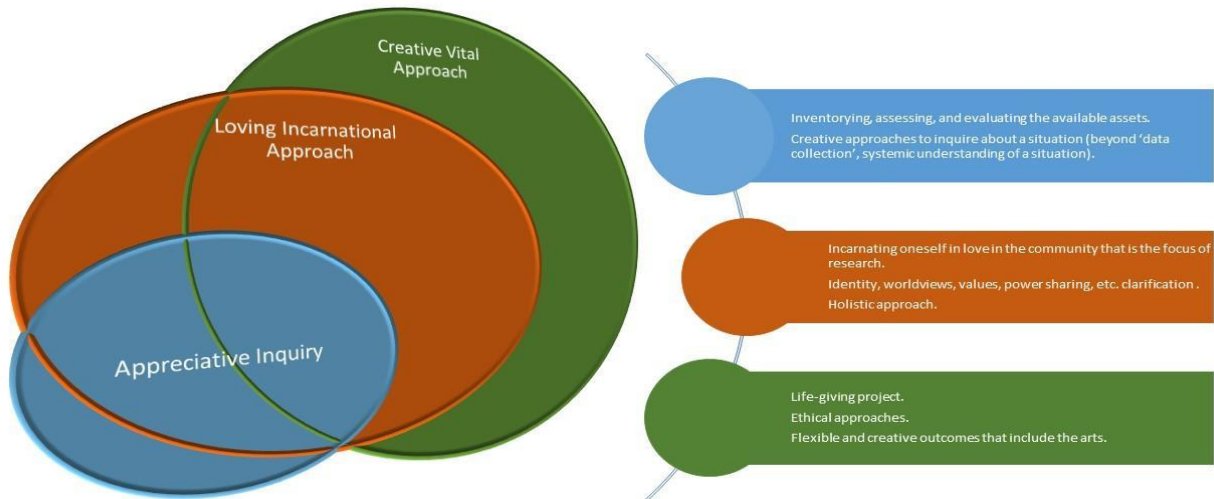 Creative Vital
Approach
Loving Incarnational
Approach
Appreciative Inquiry
Inventorying, assessing, and evaluating the available assets.
Creative approaches to inquire about a situation (beyond ‘data
collection’, systemic understanding of a situation).
Incarnating oneself in love in the community that is the focus of
research.
Identity, worldviews, values, power sharing, etc. clarification .
Holistic approach.
Life-giving project.
Ethical approaches.
Flexible and creative outcomes that include the arts.